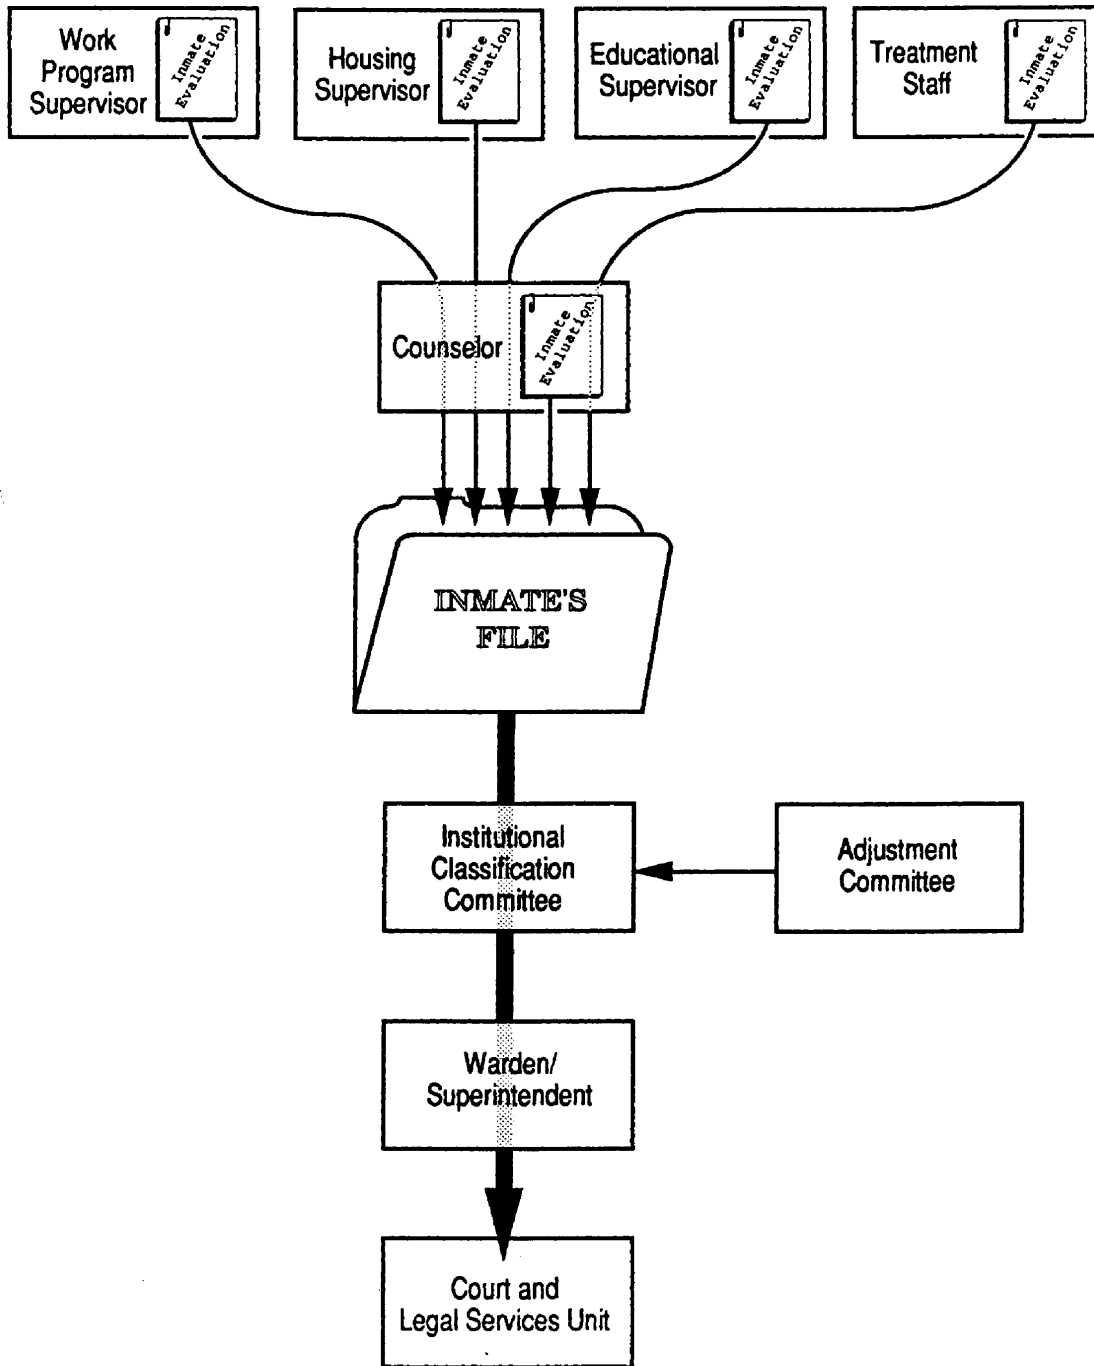 Work
Program
Supervisor
Inmate
Evaluation
Housing
Supervisor
Inmate
Evaluation
Educational
Supervisor
Inmate
Evaluation
Treatment
Staff
Inmate
Evaluation
Counselor
Inmate
Evaluation
INMATE'S
FILE
Institutional
Classification
Committee
Adjustment
Committee
Warden/
Superintendent
Court and
Legal Services Unit